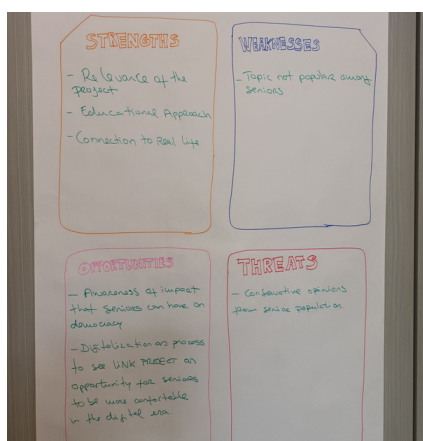 STRENGTHS
- Relevance of the
project
- Educational Approach
- Connection to Real Life
WEAKNESSES
- Topic not popular among
seniors
OPPORTUNITIES
- Awareness of impact
that seniors can have on
democracy
- Digitalization as process
to see LINK PROJECT an
opportunity for seniors
to be more confortable
in the digital era
THREATS
- Conservative opinions
from senior population